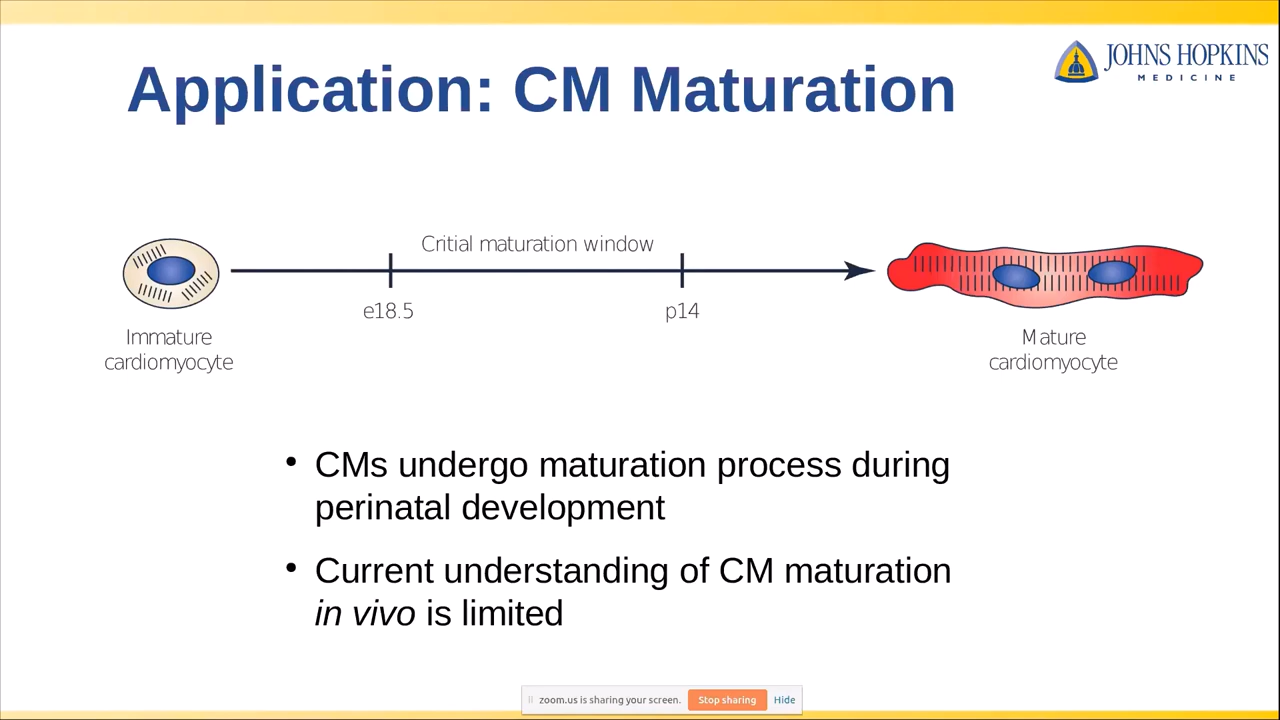 Application: CM Maturation
JOHNS HOPKINS
MEDICINE
Critial maturation window
e18.5
p14
Immature
cardiomyocyte
Mature
cardiomyocyte
• CMs undergo maturation process during
perinatal development
• Current understanding of CM maturation
in vivo is limited
zoom.us is sharing your screen. Stop sharing Hide